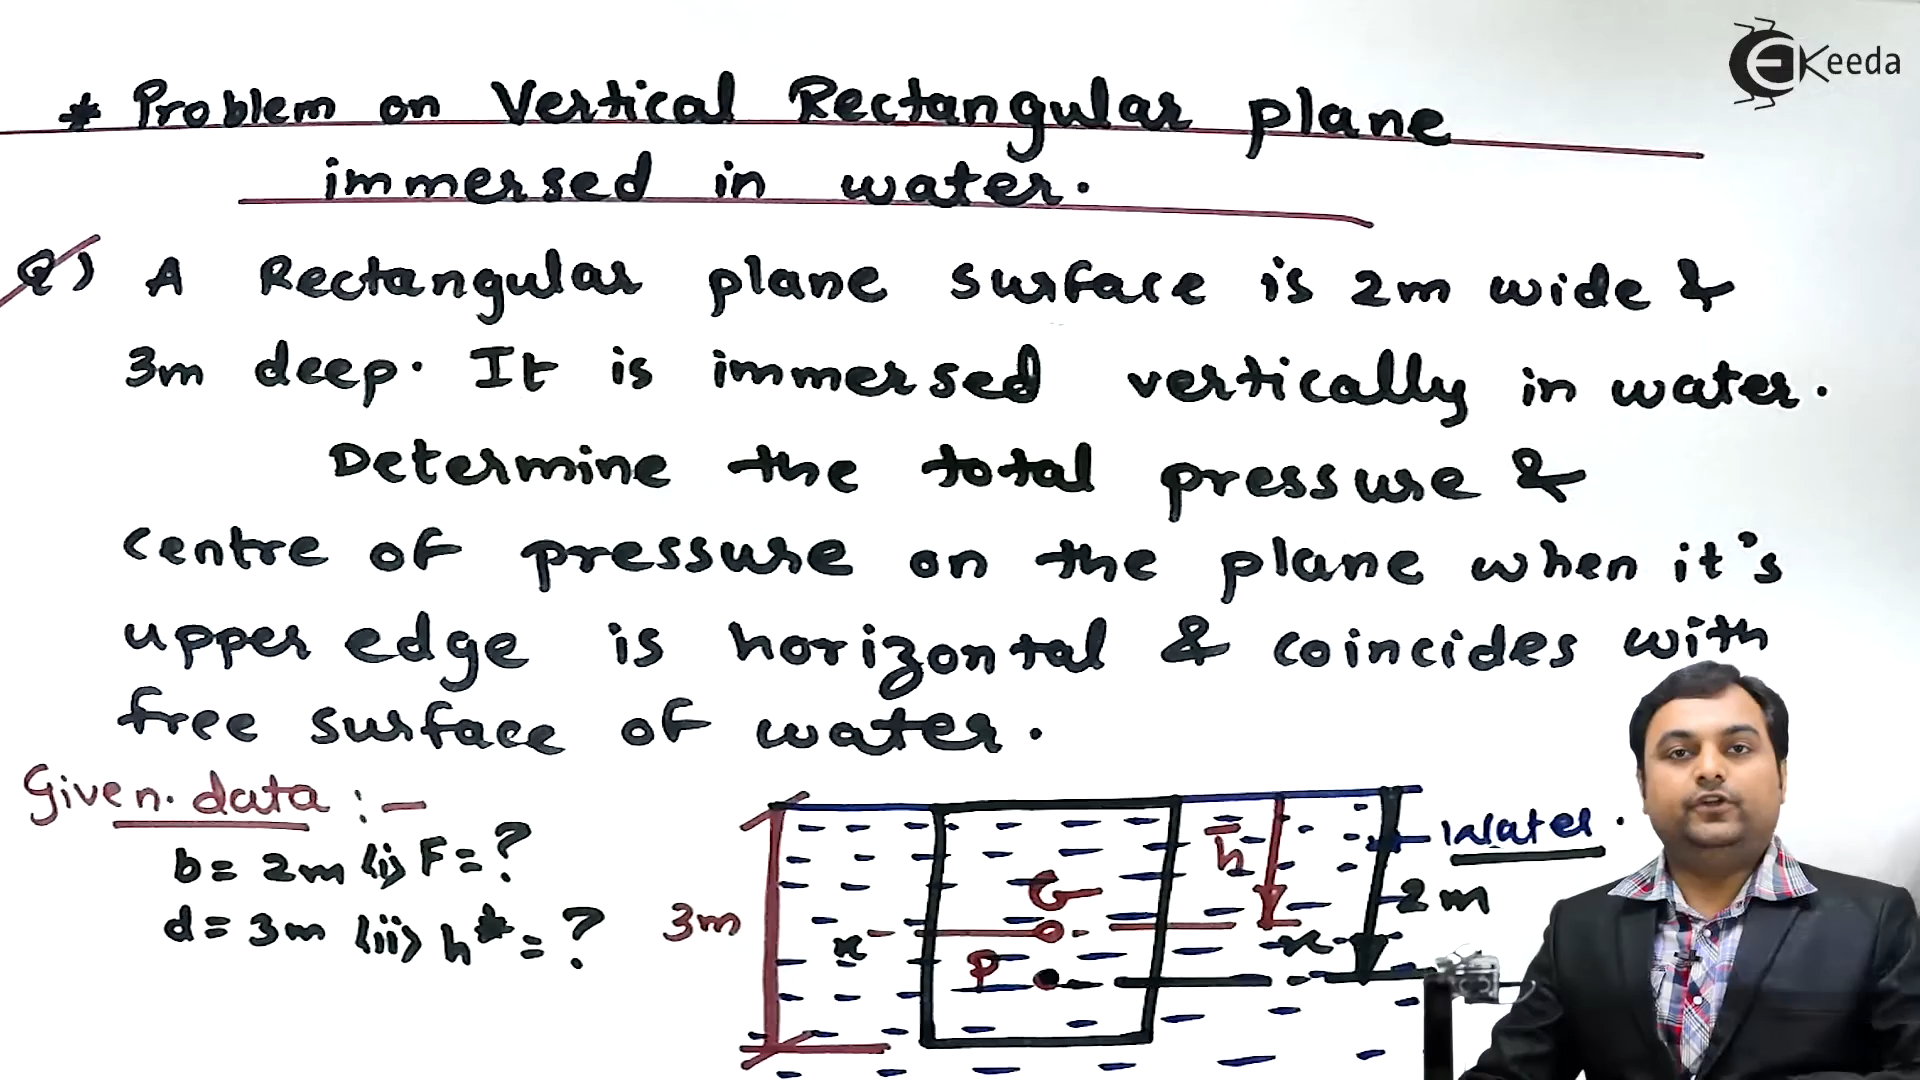 EKeeda
* Problem on Vertical Rectangular plane
immersed in water.
Q) A Rectangular plane surface is 2m wide &
3m deep. It is immersed vertically in water.
Determine the total pressure &
centre of pressure on the plane when it's
upper edge is horizontal & coincides with
free surface of water.
Given data :-
b = 2m (i) F = ?
d = 3m (ii) h* = ?
3m
x
G
P
h̄
x
Water.
2m